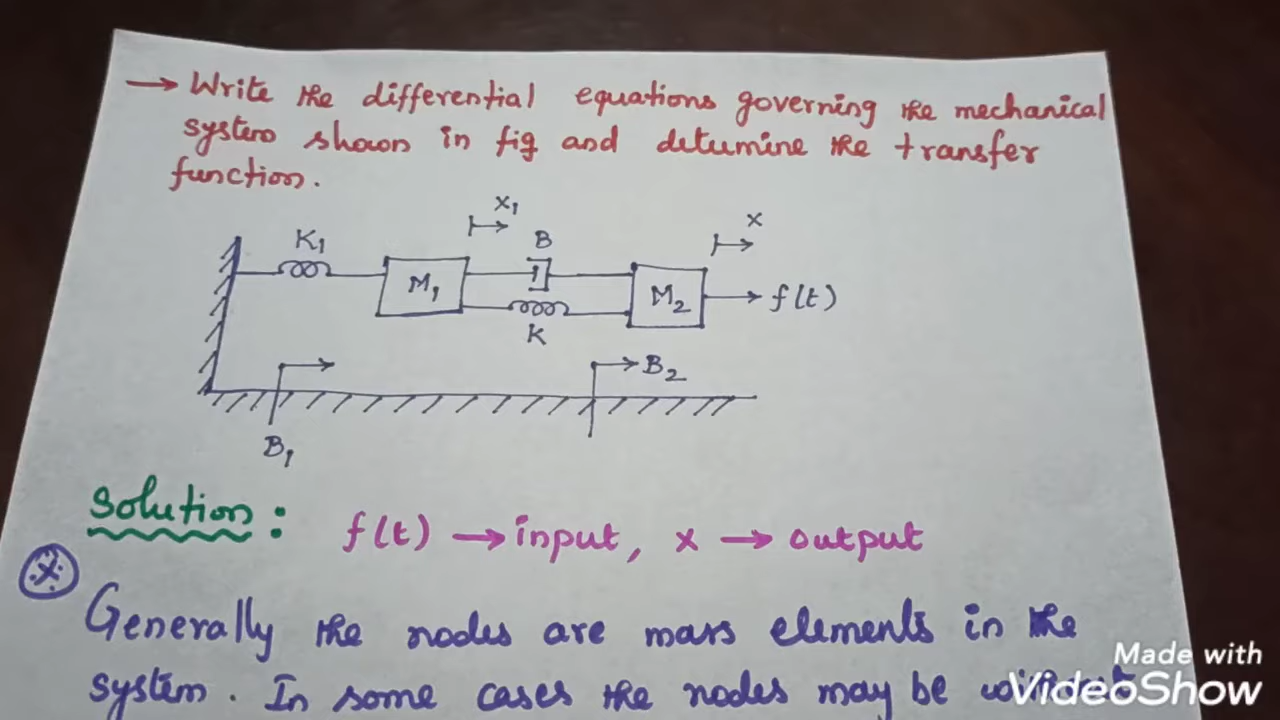 → Write the differential equations governing the mechanical
system shown in fig and determine the transfer
function.
x₁
x
K₁
B
M₁
M₂
f(t)
K
B₂
B₁
Solution :
f(t) → input, x → output
Generally the nodes are mass elements in the
system. In some cases the nodes may be
Made with
VideoShow